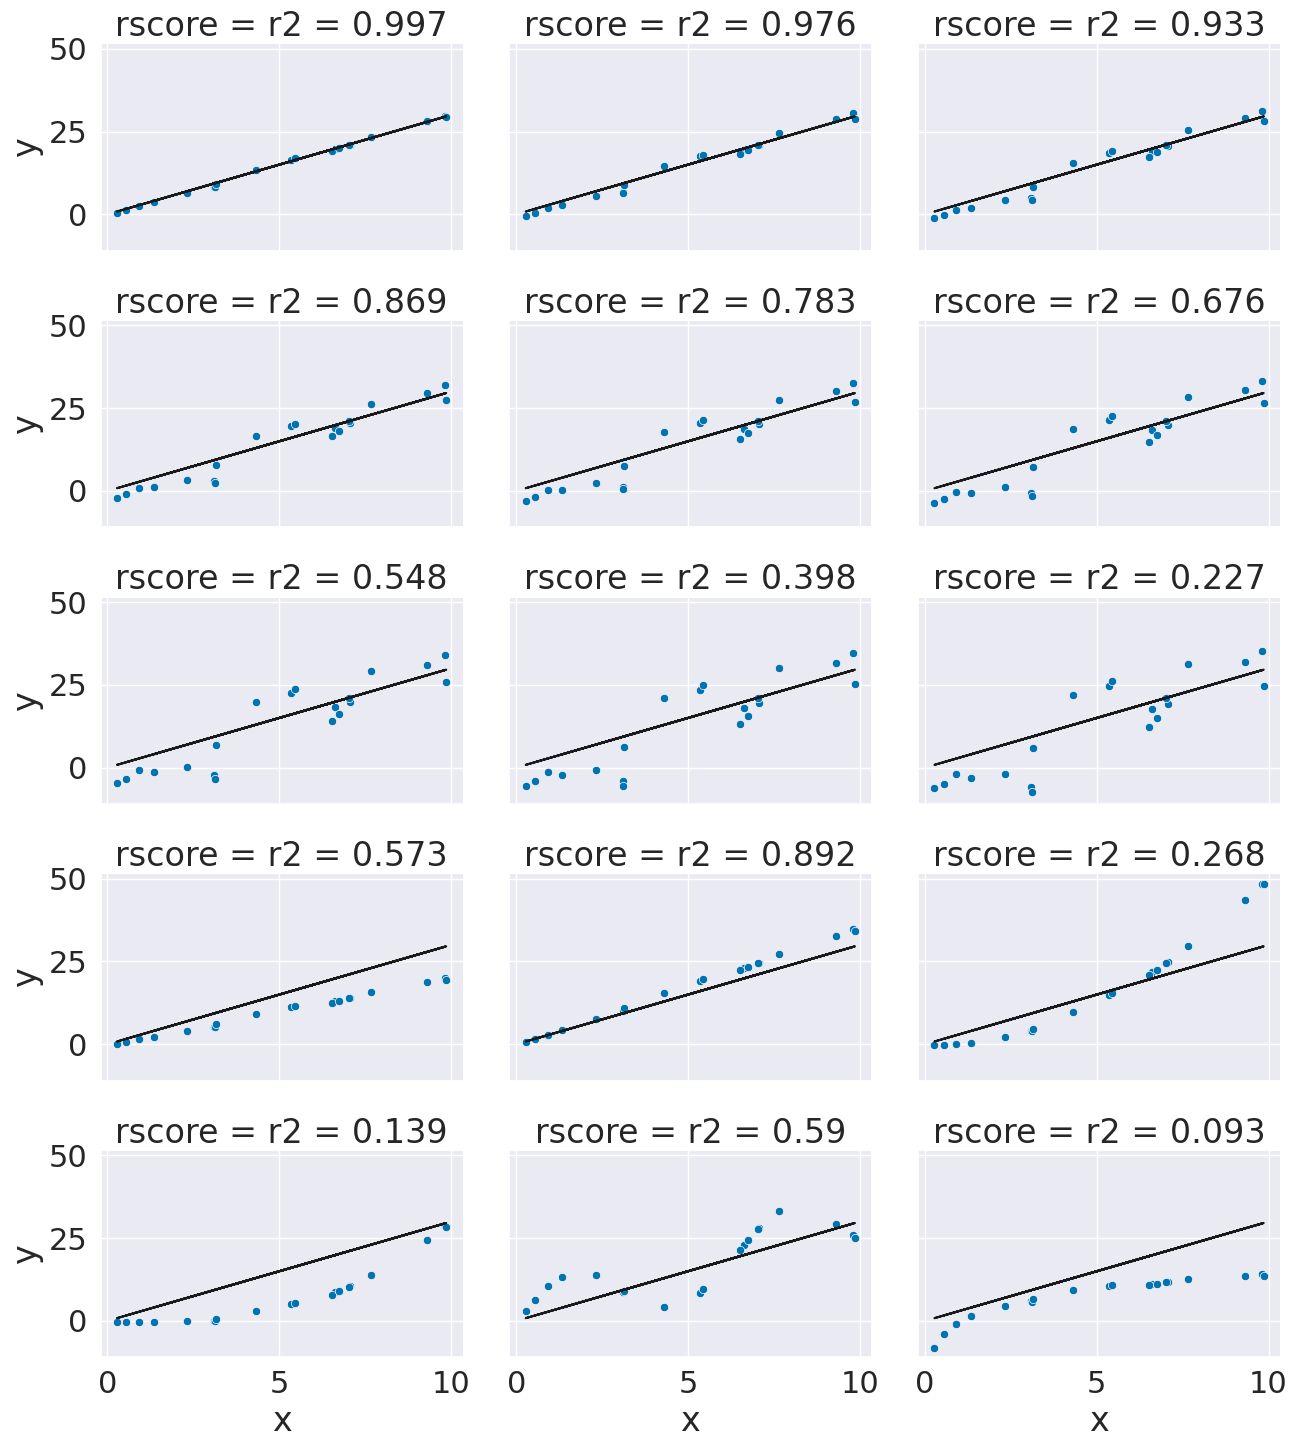 rscore = r2 = 0.997 rscore = r2 = 0.976 rscore = r2 = 0.933
50
25
0
y
rscore = r2 = 0.869 rscore = r2 = 0.783 rscore = r2 = 0.676
50
25
0
y
rscore = r2 = 0.548 rscore = r2 = 0.398 rscore = r2 = 0.227
50
25
0
y
rscore = r2 = 0.573 rscore = r2 = 0.892 rscore = r2 = 0.268
50
25
0
y
rscore = r2 = 0.139 rscore = r2 = 0.59 rscore = r2 = 0.093
50
25
0
y
0 5 10 0 5 10 0 5 10
x x x